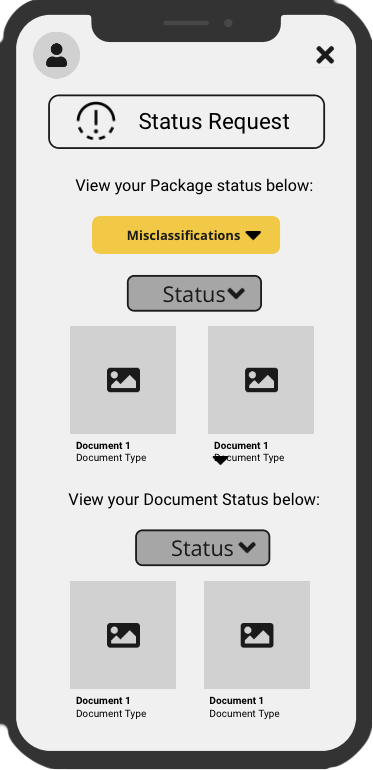 Status Request
View your Package status below:
Misclassifications
Status
Document 1 Document 1
Document Type Document Type
View your Document Status below:
Status
Document 1 Document 1
Document Type Document Type